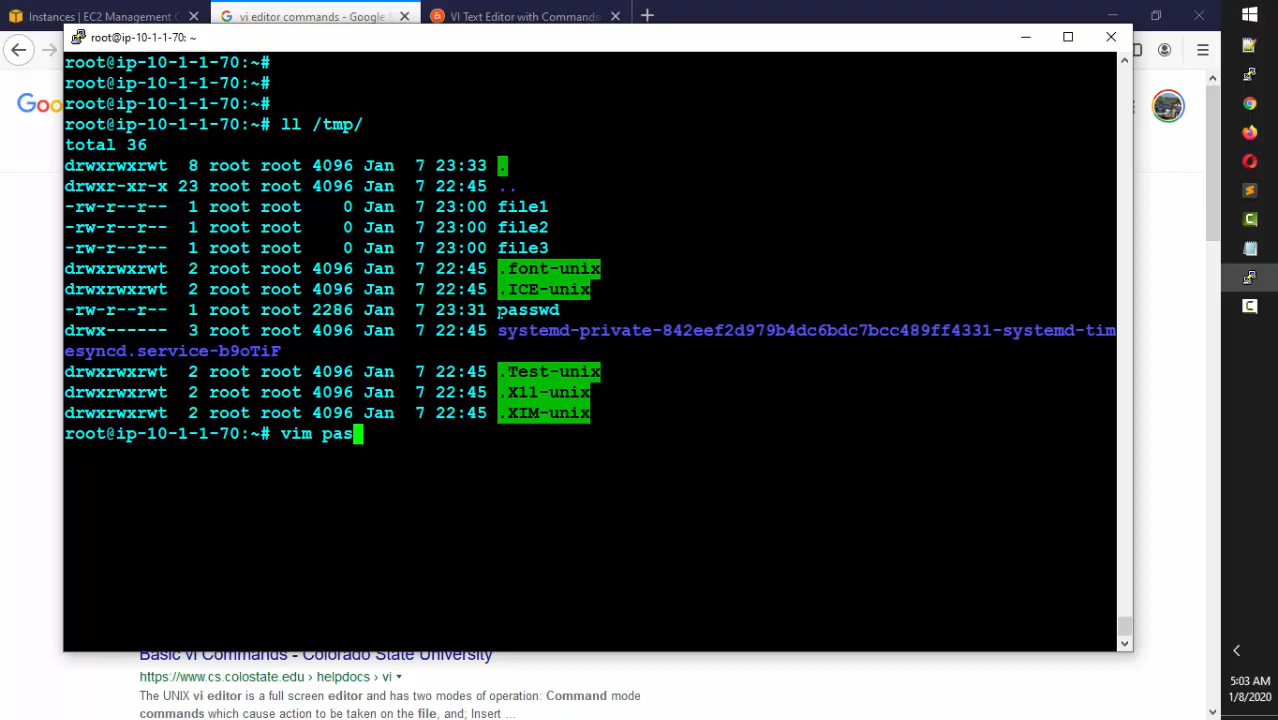 Instances | EC2 Management C
vi editor commands - Google S
VI Text Editor with Commands
root@ip-10-1-1-70: ~
Goo
root@ip-10-1-1-70:~#
root@ip-10-1-1-70:~#
root@ip-10-1-1-70:~#
root@ip-10-1-1-70:~# ll /tmp/
total 36
drwxrwxrwt 8 root root 4096 Jan 7 23:33 .
drwxr-xr-x 23 root root 4096 Jan 7 22:45 ..
-rw-r--r-- 1 root root 0 Jan 7 23:00 file1
-rw-r--r-- 1 root root 0 Jan 7 23:00 file2
-rw-r--r-- 1 root root 0 Jan 7 23:00 file3
drwxrwxrwt 2 root root 4096 Jan 7 22:45 .font-unix
drwxrwxrwt 2 root root 4096 Jan 7 22:45 .ICE-unix
-rw-r--r-- 1 root root 2286 Jan 7 23:31 passwd
drwx------ 3 root root 4096 Jan 7 22:45 systemd-private-842eef2d979b4dc6bdc7bcc489ff4331-systemd-tim
esyncd.service-b9oTiF
drwxrwxrwt 2 root root 4096 Jan 7 22:45 .Test-unix
drwxrwxrwt 2 root root 4096 Jan 7 22:45 .X11-unix
drwxrwxrwt 2 root root 4096 Jan 7 22:45 .XIM-unix
root@ip-10-1-1-70:~# vim pas
Basic vi Commands - Colorado State University
https://www.cs.colostate.edu › helpdocs › vi
The UNIX vi editor is a full screen editor and has two modes of operation: Command mode
commands which cause action to be taken on the file, and; Insert ...
5:03 AM
1/8/2020